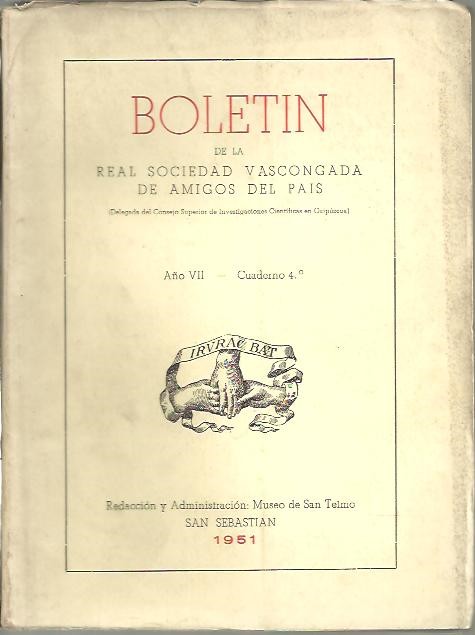 BOLETIN
DE LA
REAL SOCIEDAD VASCONGADA
DE AMIGOS DEL PAIS
(Delegada del Consejo Superior de Investigaciones Científicas en Guipúzcoa)
Año VII — Cuaderno 4.º
IRVRAC BAT
Redacción y Administración: Museo de San Telmo
SAN SEBASTIAN
1951